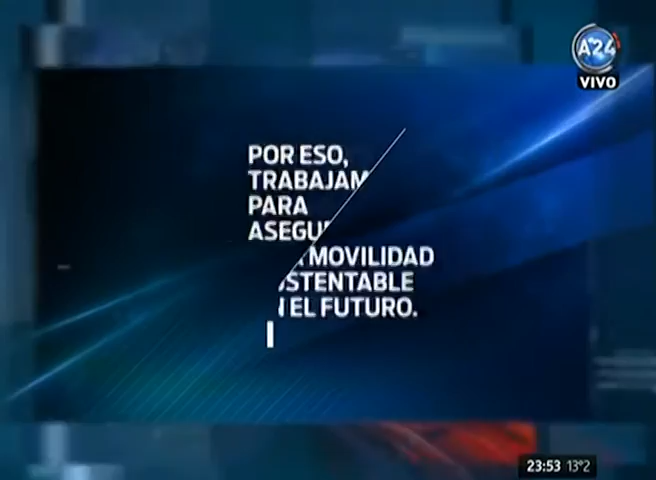 A24
VIVO
POR ESO,
TRABAJAM
PARA
ASEGU
MOVILIDAD
STENTABLE
EL FUTURO.
23:53 13°2